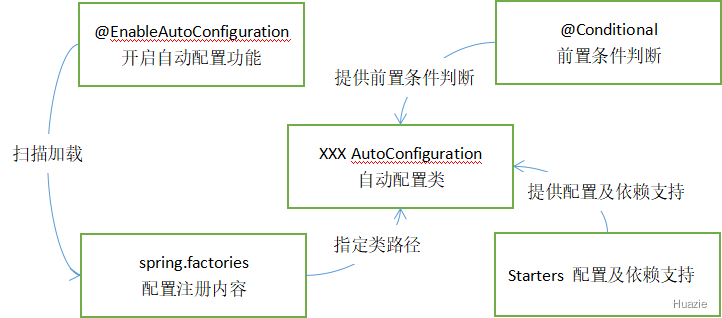 @EnableAutoConfiguration
开启自动配置功能
@Conditional
前置条件判断
提供前置条件判断
扫描加载
XXX AutoConfiguration
自动配置类
提供配置及依赖支持
指定类路径
spring.factories
配置注册内容
Starters 配置及依赖支持
Huazie